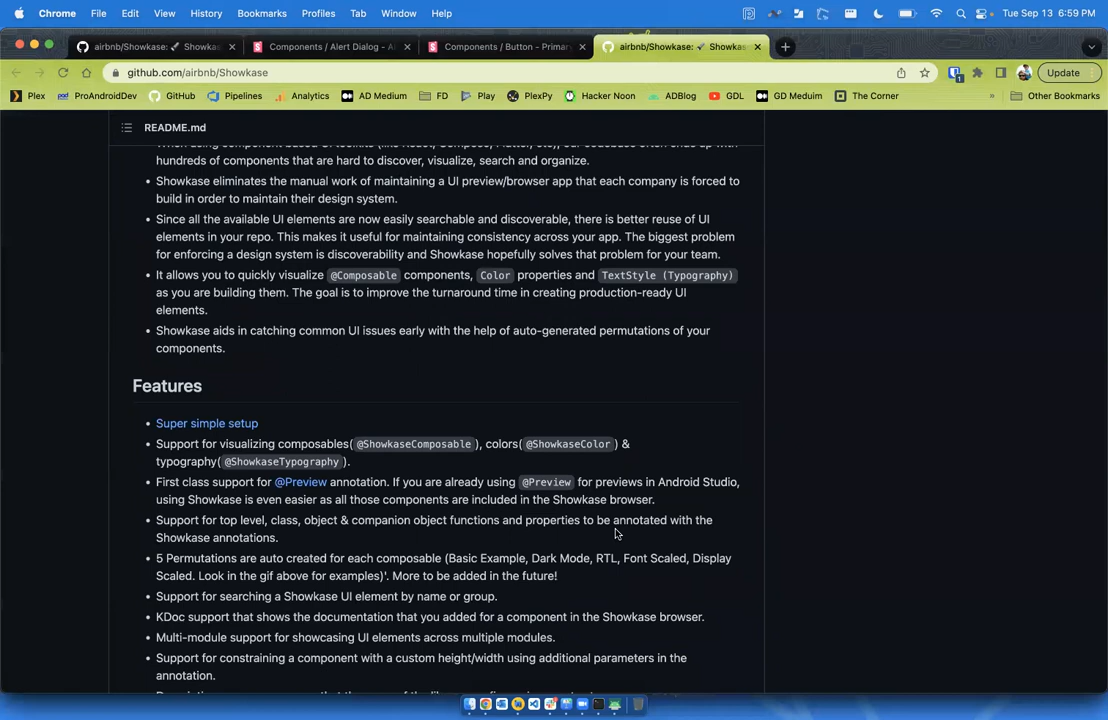 Chrome File Edit View History Bookmarks Profiles Tab Window Help Tue Sep 13 6:59 PM
airbnb/Showkase: 🚀 Showka Components / Alert Dialog - A Components / Button - Primary airbnb/Showkase: 🚀 Showka
github.com/airbnb/Showkase Update
Plex ProAndroidDev GitHub Pipelines Analytics AD Medium FD Play PlexPy Hacker Noon ADBlog GDL GD Meduim The Corner » Other Bookmarks
README.md
hundreds of components that are hard to discover, visualize, search and organize.
Showkase eliminates the manual work of maintaining a UI preview/browser app that each company is forced to
build in order to maintain their design system.
Since all the available UI elements are now easily searchable and discoverable, there is better reuse of UI
elements in your repo. This makes it useful for maintaining consistency across your app. The biggest problem
for enforcing a design system is discoverability and Showkase hopefully solves that problem for your team.
It allows you to quickly visualize @Composable components, Color properties and TextStyle (Typography)
as you are building them. The goal is to improve the turnaround time in creating production-ready UI
elements.
Showkase aids in catching common UI issues early with the help of auto-generated permutations of your
components.
Features
Super simple setup
Support for visualizing composables( @ShowkaseComposable ), colors( @ShowkaseColor ) &
typography( @ShowkaseTypography ).
First class support for @Preview annotation. If you are already using @Preview for previews in Android Studio,
using Showkase is even easier as all those components are included in the Showkase browser.
Support for top level, class, object & companion object functions and properties to be annotated with the
Showkase annotations.
5 Permutations are auto created for each composable (Basic Example, Dark Mode, RTL, Font Scaled, Display
Scaled. Look in the gif above for examples)'. More to be added in the future!
Support for searching a Showkase UI element by name or group.
KDoc support that shows the documentation that you added for a component in the Showkase browser.
Multi-module support for showcasing UI elements across multiple modules.
Support for constraining a component with a custom height/width using additional parameters in the
annotation.